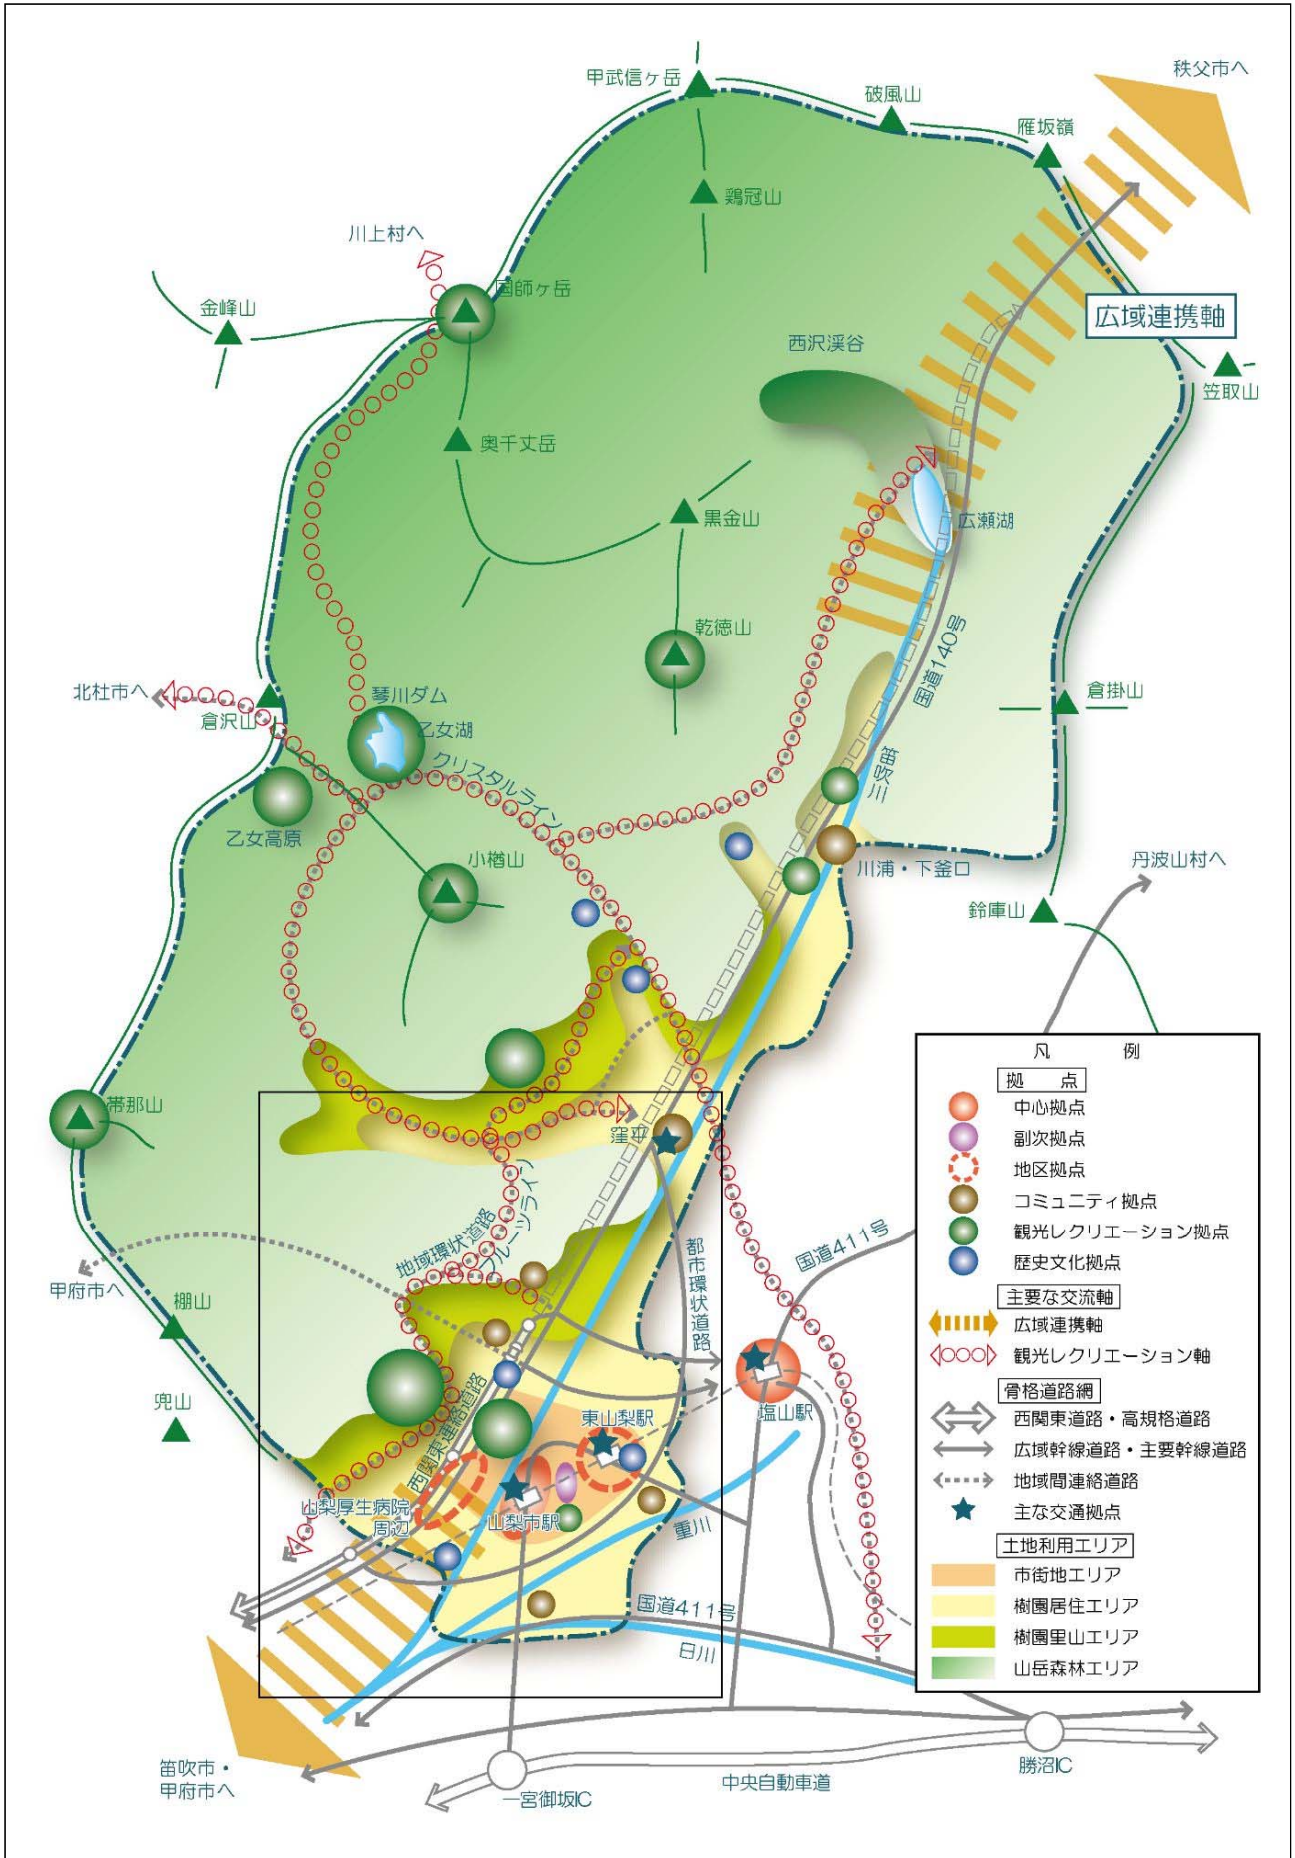 秩父市へ
甲武信ヶ岳
破風山
雁坂嶺
鶏冠山
川上村へ
国師ヶ岳
金峰山
広域連携軸
西沢渓谷
笠取山
奥千丈岳
黒金山
広瀬湖
乾徳山
国道140号
北杜市へ
倉沢山
琴川ダム
乙女湖
倉掛山
クリスタルライン
笛吹川
乙女高原
小楢山
川浦・下釜口
丹波山村へ
鈴庫山
帯那山
窪平
地域環状道路
フルーツライン
都市環状道路
国道411号
甲府市へ
棚山
兜山
西関東連絡道路
東山梨駅
塩山駅
山梨厚生病院
周辺
山梨市駅
重川
国道411号
日川
笛吹市・
甲府市へ
一宮御坂IC
中央自動車道
勝沼IC
凡 例
拠 点
中心拠点
副次拠点
地区拠点
コミュニティ拠点
観光レクリエーション拠点
歴史文化拠点
主要な交流軸
広域連携軸
観光レクリエーション軸
骨格道路網
西関東道路・高規格道路
広域幹線道路・主要幹線道路
地域間連絡道路
主な交通拠点
土地利用エリア
市街地エリア
樹園居住エリア
樹園里山エリア
山岳森林エリア